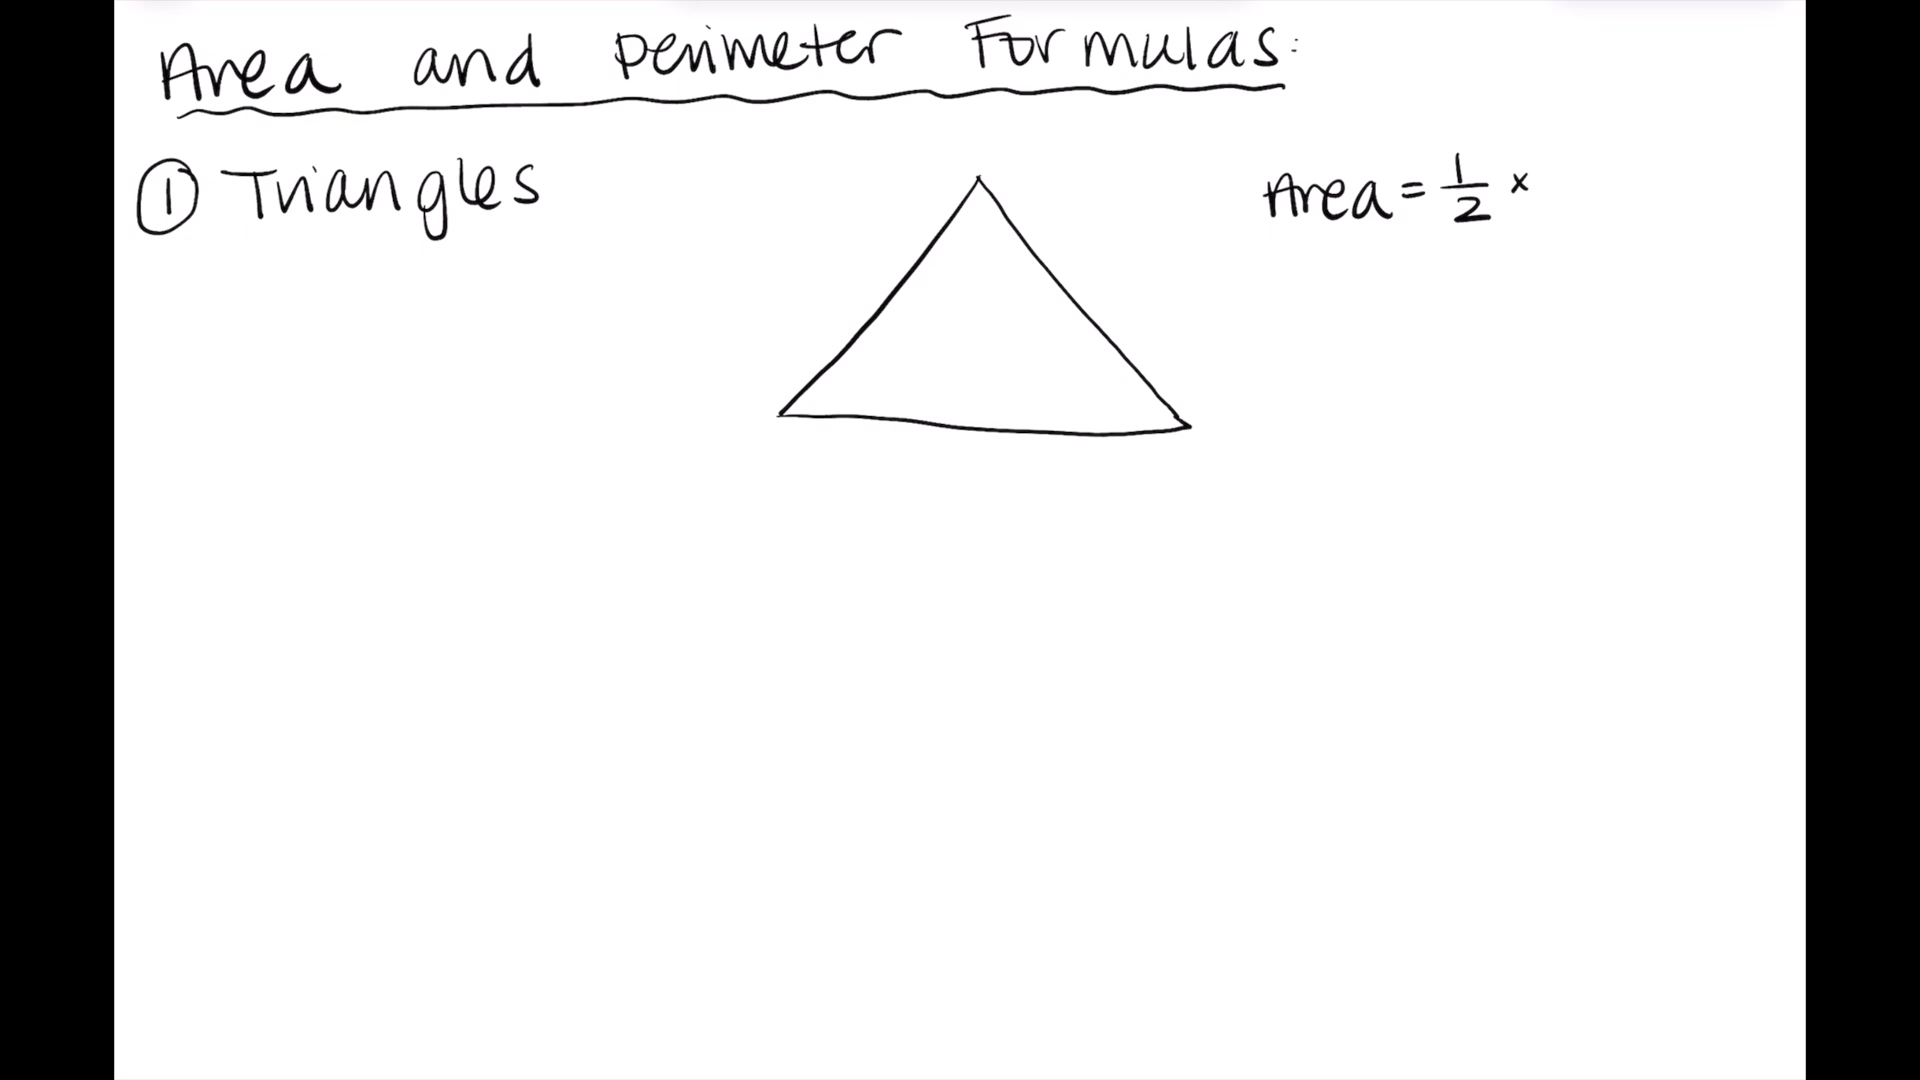 Area and Perimeter Formulas:
① Triangles
Area = 1/2 ×